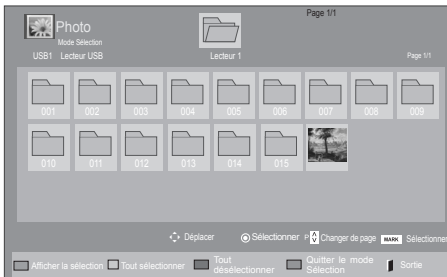 Page 1/1
Photo
Mode Sélection
USB1 Lecteur USB
Lecteur 1
Page 1/1
001 002 003 004 005 006 007 008 009
010 011 012 013 014 015
Déplacer Sélectionner P Changer de page MARK Sélectionner
Afficher la sélection Tout sélectionner Tout désélectionner Quitter le mode Sélection Sortie